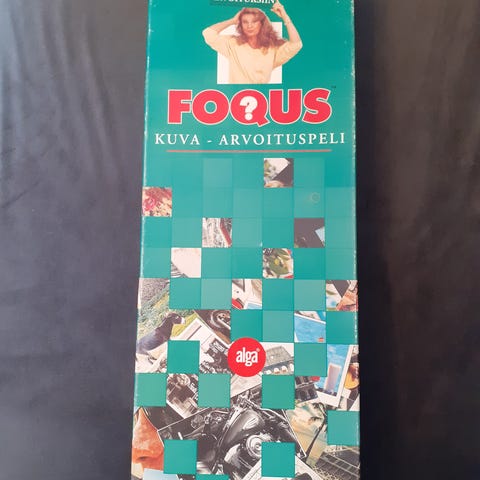 FOQUS
KUVA - ARVOITUSPELI
alga